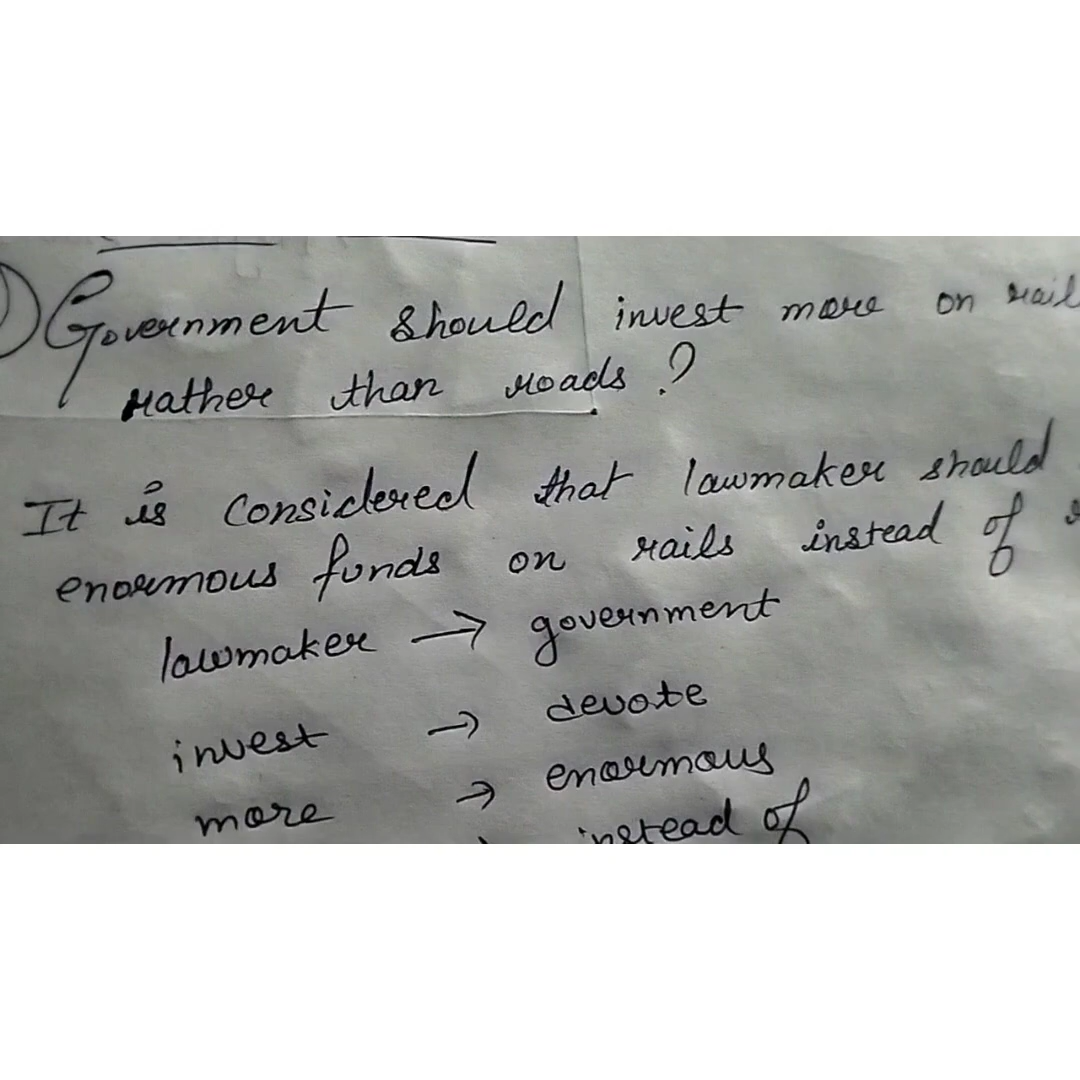 Government should invest more on rail
rather than roads ?
It is considered that lawmaker should
enormous funds on rails instead of
lawmaker → government
invest → devote
more → enormous
instead of